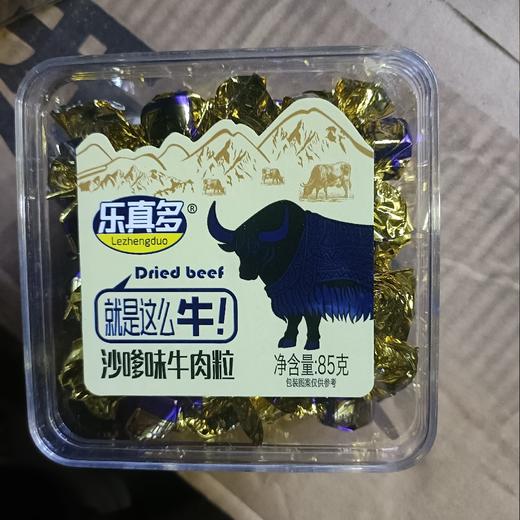 乐真多®
Lezhengduo
Dried beef
就是这么牛!
沙嗲味牛肉粒
净含量:85克
包装图案仅供参考